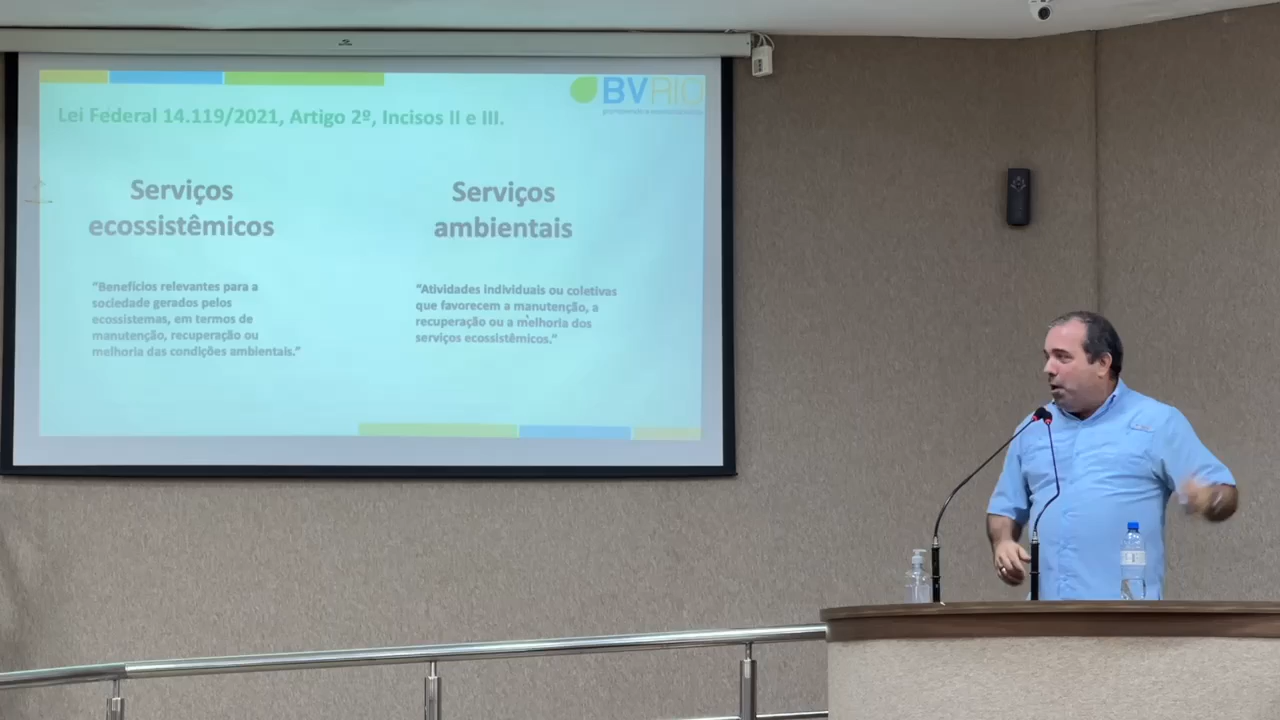 BVRIO
Lei Federal 14.119/2021, Artigo 2º, Incisos II e III.
Serviços
ecossistêmicos
“Benefícios relevantes para a
sociedade gerados pelos
ecossistemas, em termos de
manutenção, recuperação ou
melhoria das condições ambientais.”
Serviços
ambientais
“Atividades individuais ou coletivas
que favorecem a manutenção, a
recuperação ou a melhoria dos
serviços ecossistêmicos.”